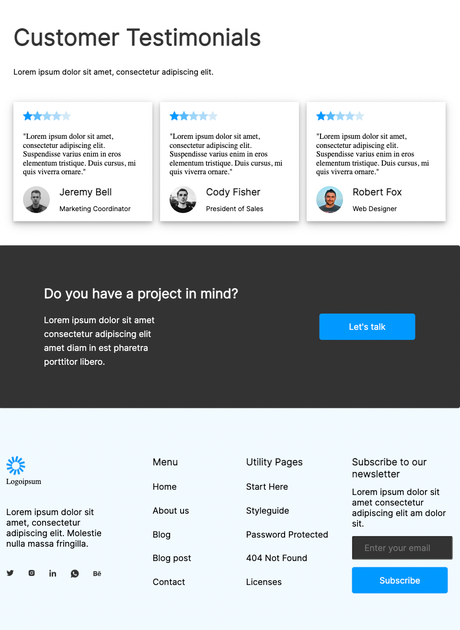 Customer Testimonials
Lorem ipsum dolor sit amet, consectetur adipiscing elit.
"Lorem ipsum dolor sit amet,
consectetur adipiscing elit.
Suspendisse varius enim in eros
elementum tristique. Duis cursus, mi
quis viverra ornare."
Jeremy Bell
Marketing Coordinator
"Lorem ipsum dolor sit amet,
consectetur adipiscing elit.
Suspendisse varius enim in eros
elementum tristique. Duis cursus, mi
quis viverra ornare."
Cody Fisher
President of Sales
"Lorem ipsum dolor sit amet,
consectetur adipiscing elit.
Suspendisse varius enim in eros
elementum tristique. Duis cursus, mi
quis viverra ornare."
Robert Fox
Web Designer
Do you have a project in mind?
Lorem ipsum dolor sit amet
consectetur adipiscing elit
amet diam in est pharetra
porttitor libero.
Let's talk
Logoipsum
Lorem ipsum dolor sit
amet, consectetur
adipiscing elit. Molestie
nulla massa fringilla.
Bē
Menu
Home
About us
Blog
Blog post
Contact
Utility Pages
Start Here
Styleguide
Password Protected
404 Not Found
Licenses
Subscribe to our
newsletter
Lorem ipsum dolor sit
amet consectetur
adipiscing elit am dolor
sit.
Enter your email
Subscribe